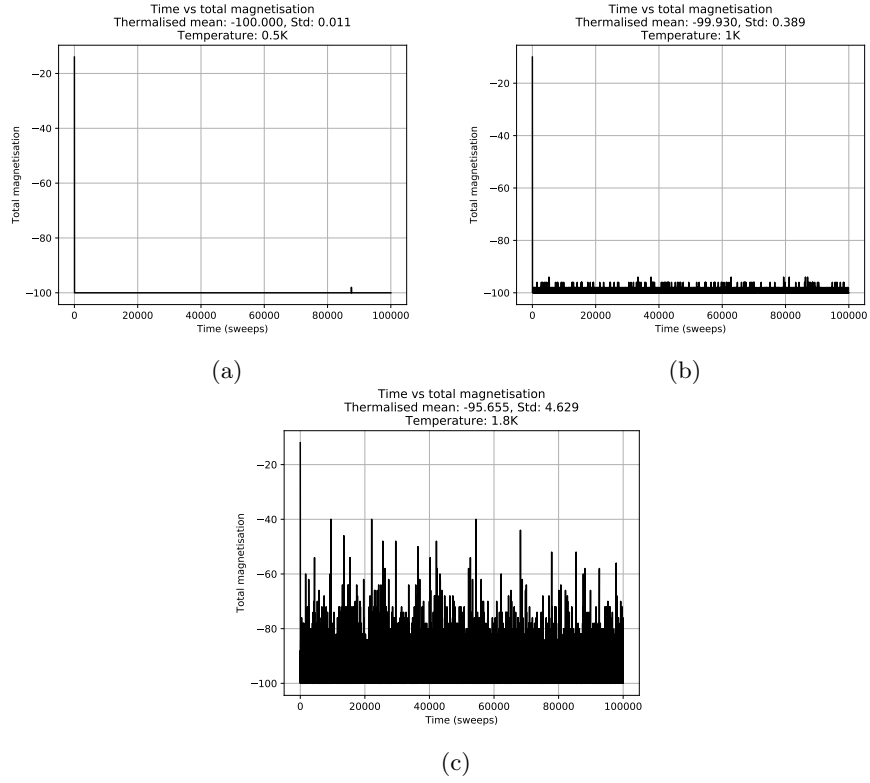 Time vs total magnetisation
Thermalised mean: -100.000, Std: 0.011
Temperature: 0.5K
Total magnetisation
−20
−40
−60
−80
−100
0
20000
40000
60000
80000
100000
Time (sweeps)
(a)
Time vs total magnetisation
Thermalised mean: -99.930, Std: 0.389
Temperature: 1K
Total magnetisation
−20
−40
−60
−80
−100
0
20000
40000
60000
80000
100000
Time (sweeps)
(b)
Time vs total magnetisation
Thermalised mean: -95.655, Std: 4.629
Temperature: 1.8K
Total magnetisation
−20
−40
−60
−80
−100
0
20000
40000
60000
80000
100000
Time (sweeps)
(c)